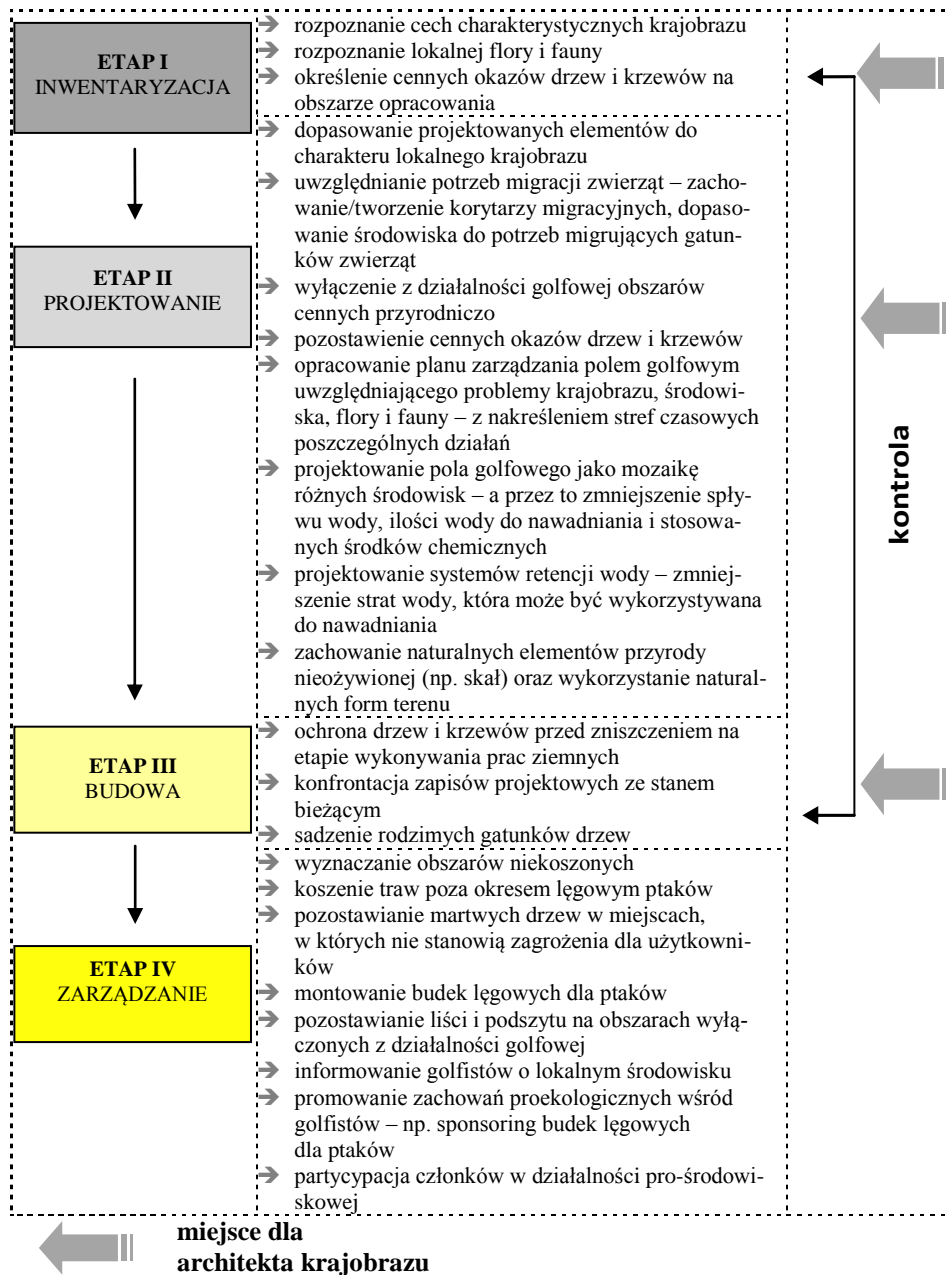 ETAP I
INWENTARYZACJA
➔ rozpoznanie cech charakterystycznych krajobrazu
➔ rozpoznanie lokalnej flory i fauny
➔ określenie cennych okazów drzew i krzewów na
obszarze opracowania
ETAP II
PROJEKTOWANIE
➔ dopasowanie projektowanych elementów do
charakteru lokalnego krajobrazu
➔ uwzględnianie potrzeb migracji zwierząt – zacho-
wanie/tworzenie korytarzy migracyjnych, dopaso-
wanie środowiska do potrzeb migrujących gatun-
ków zwierząt
➔ wyłączenie z działalności golfowej obszarów
cennych przyrodniczo
➔ pozostawienie cennych okazów drzew i krzewów
➔ opracowanie planu zarządzania polem golfowym
uwzględniającego problemy krajobrazu, środowi-
ska, flory i fauny – z nakreśleniem stref czasowych
poszczególnych działań
➔ projektowanie pola golfowego jako mozaikę
różnych środowisk – a przez to zmniejszenie spły-
wu wody, ilości wody do nawadniania i stosowa-
nych środków chemicznych
➔ projektowanie systemów retencji wody – zmniej-
szenie strat wody, która może być wykorzystywana
do nawadniania
➔ zachowanie naturalnych elementów przyrody
nieożywionej (np. skał) oraz wykorzystanie natural-
nych form terenu
ETAP III
BUDOWA
➔ ochrona drzew i krzewów przed zniszczeniem na
etapie wykonywania prac ziemnych
➔ konfrontacja zapisów projektowych ze stanem
bieżącym
➔ sadzenie rodzimych gatunków drzew
ETAP IV
ZARZĄDZANIE
➔ wyznaczanie obszarów niekoszonych
➔ koszenie traw poza okresem lęgowym ptaków
➔ pozostawianie martwych drzew w miejscach,
w których nie stanowią zagrożenia dla użytkowni-
ków
➔ montowanie budek lęgowych dla ptaków
➔ pozostawianie liści i podszytu na obszarach wyłą-
czonych z działalności golfowej
➔ informowanie golfistów o lokalnym środowisku
➔ promowanie zachowań proekologicznych wśród
golfistów – np. sponsoring budek lęgowych
dla ptaków
➔ partycypacja członków w działalności pro-środowi-
skowej
kontrola
miejsce dla
architekta krajobrazu